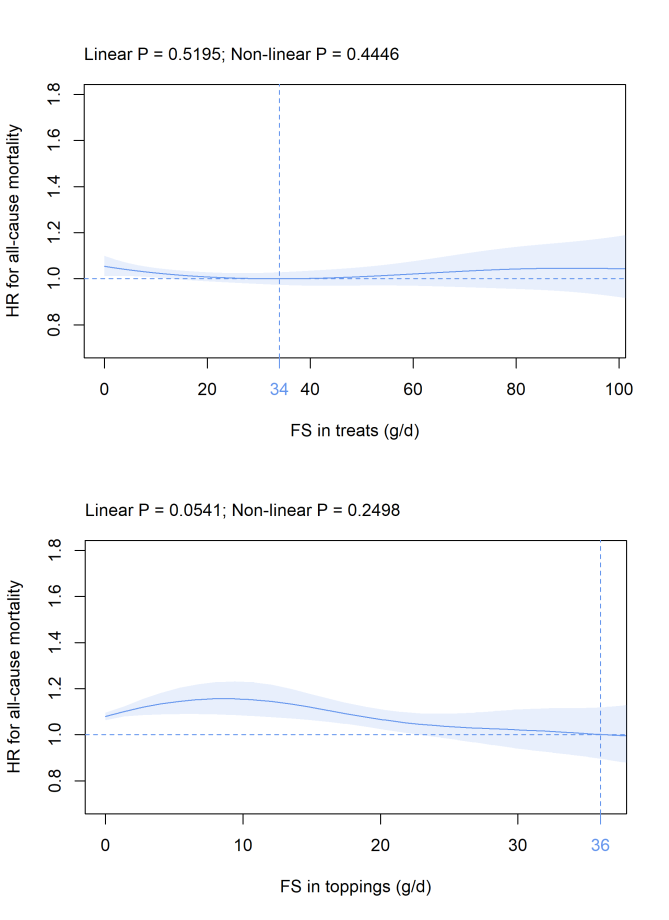 Linear P = 0.5195; Non-linear P = 0.4446
1.8
1.6
1.4
1.2
1.0
0.8
HR for all-cause mortality
0 20 34 40 60 80 100
FS in treats (g/d)
Linear P = 0.0541; Non-linear P = 0.2498
1.8
1.6
1.4
1.2
1.0
0.8
HR for all-cause mortality
0 10 20 30 36
FS in toppings (g/d)